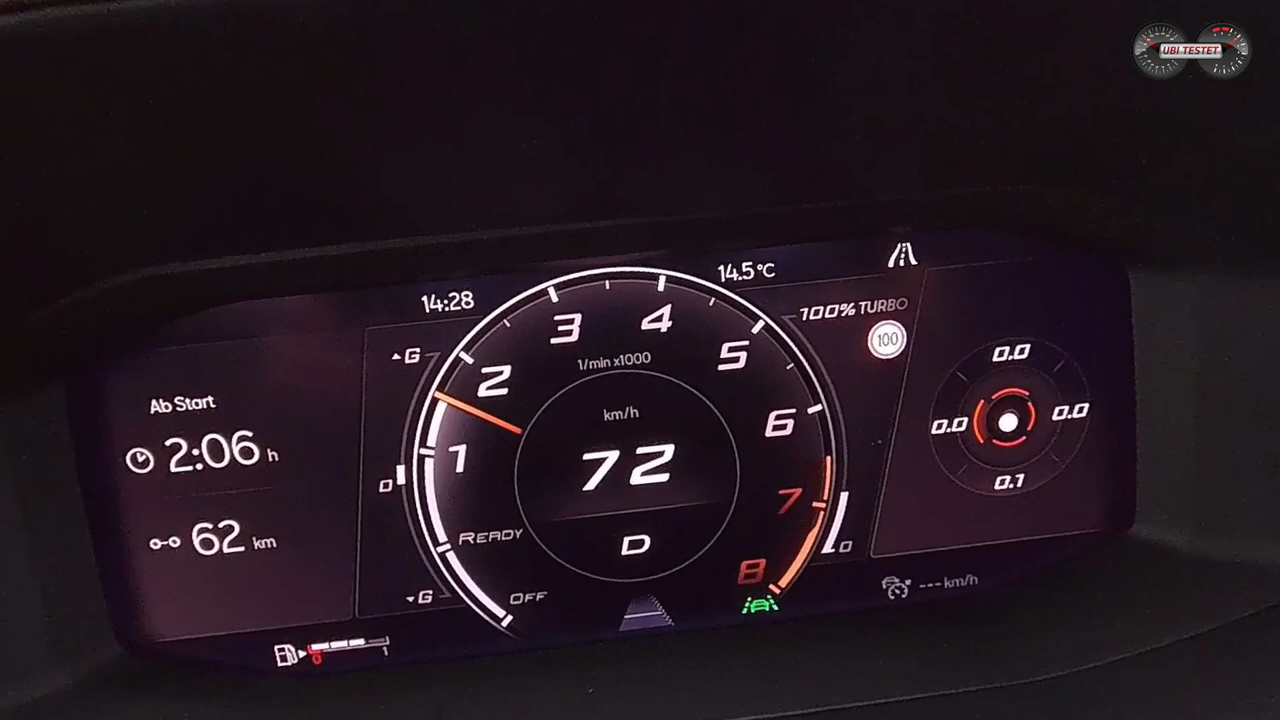 UBI TESTET
14:28
14.5°C
100% TURBO
100
G
3
4
2
5
1/min x1000
km/h
72
D
1
6
7
8
0
READY
OFF
G
0
Ab Start
2:06 h
62 km
0.0
0.0
0.0
0.1
--- km/h
0
1